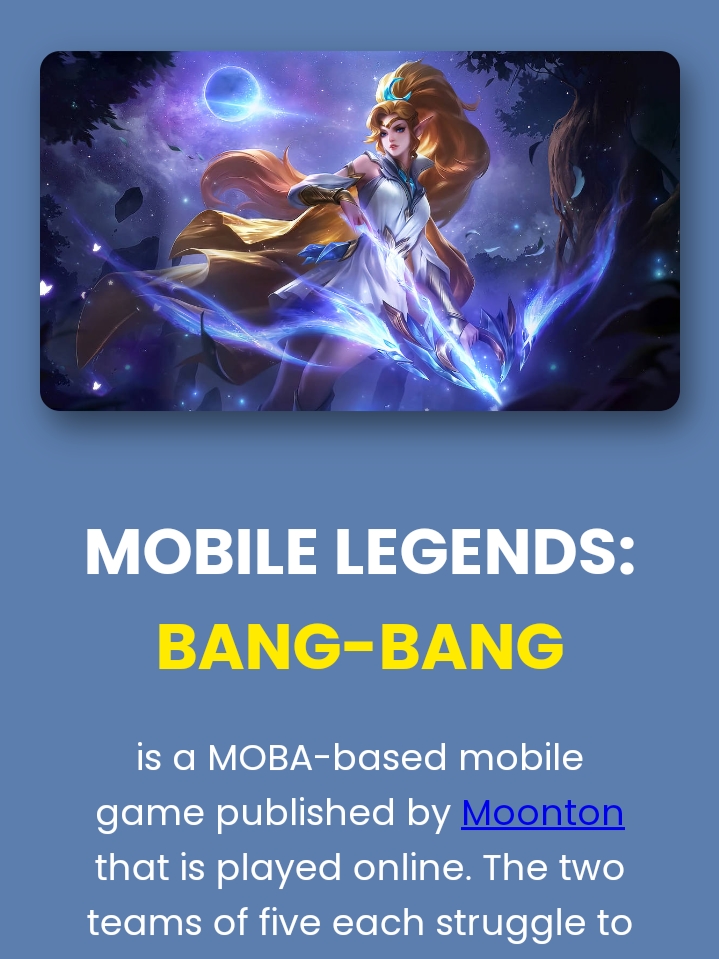 MOBILE LEGENDS:
BANG-BANG
is a MOBA-based mobile
game published by Moonton
that is played online. The two
teams of five each struggle to